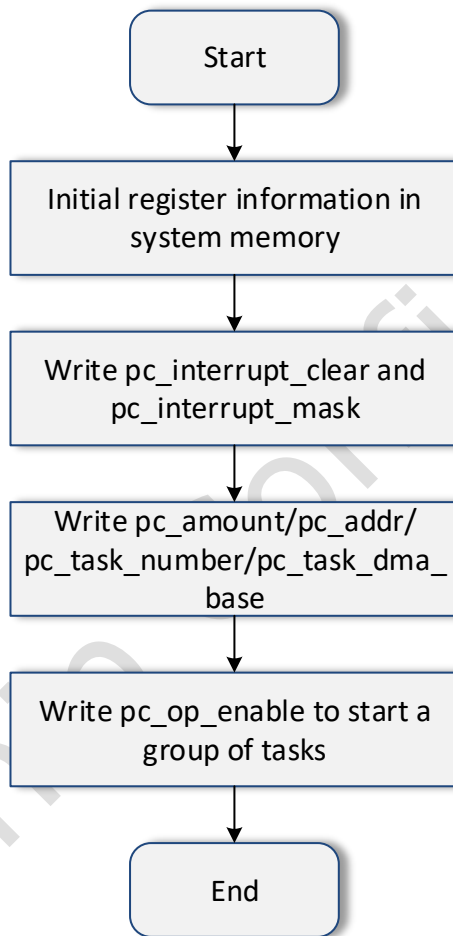 Start
Initial register information in
system memory
Write pc_interrupt_clear and
pc_interrupt_mask
Write pc_amount/pc_addr/
pc_task_number/pc_task_dma_
base
Write pc_op_enable to start a
group of tasks
End